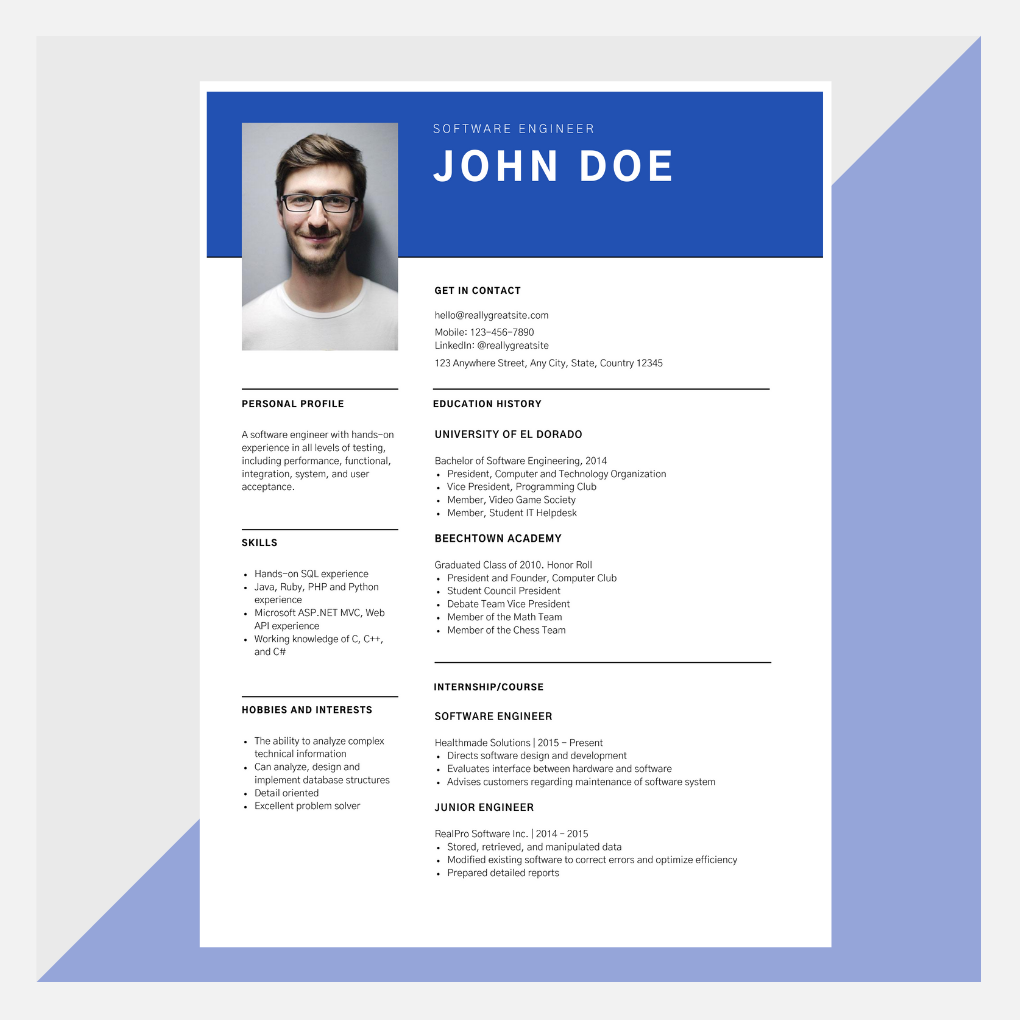 SOFTWARE ENGINEER
JOHN DOE
GET IN CONTACT
hello@reallygreatsite.com
Mobile: 123-456-7890
LinkedIn: @reallygreatsite
123 Anywhere Street, Any City, State, Country 12345
PERSONAL PROFILE
A software engineer with hands-on
experience in all levels of testing,
including performance, functional,
integration, system, and user
acceptance.
SKILLS
• Hands-on SQL experience
• Java, Ruby, PHP and Python
experience
• Microsoft ASP.NET MVC, Web
API experience
• Working knowledge of C, C++,
and C#
HOBBIES AND INTERESTS
• The ability to analyze complex
technical information
• Can analyze, design and
implement database structures
• Detail oriented
• Excellent problem solver
EDUCATION HISTORY
UNIVERSITY OF EL DORADO
Bachelor of Software Engineering, 2014
• President, Computer and Technology Organization
• Vice President, Programming Club
• Member, Video Game Society
• Member, Student IT Helpdesk
BEECHTOWN ACADEMY
Graduated Class of 2010. Honor Roll
• President and Founder, Computer Club
• Student Council President
• Debate Team Vice President
• Member of the Math Team
• Member of the Chess Team
INTERNSHIP/COURSE
SOFTWARE ENGINEER
Healthmade Solutions | 2015 - Present
• Directs software design and development
• Evaluates interface between hardware and software
• Advises customers regarding maintenance of software system
JUNIOR ENGINEER
RealPro Software Inc. | 2014 - 2015
• Stored, retrieved, and manipulated data
• Modified existing software to correct errors and optimize efficiency
• Prepared detailed reports